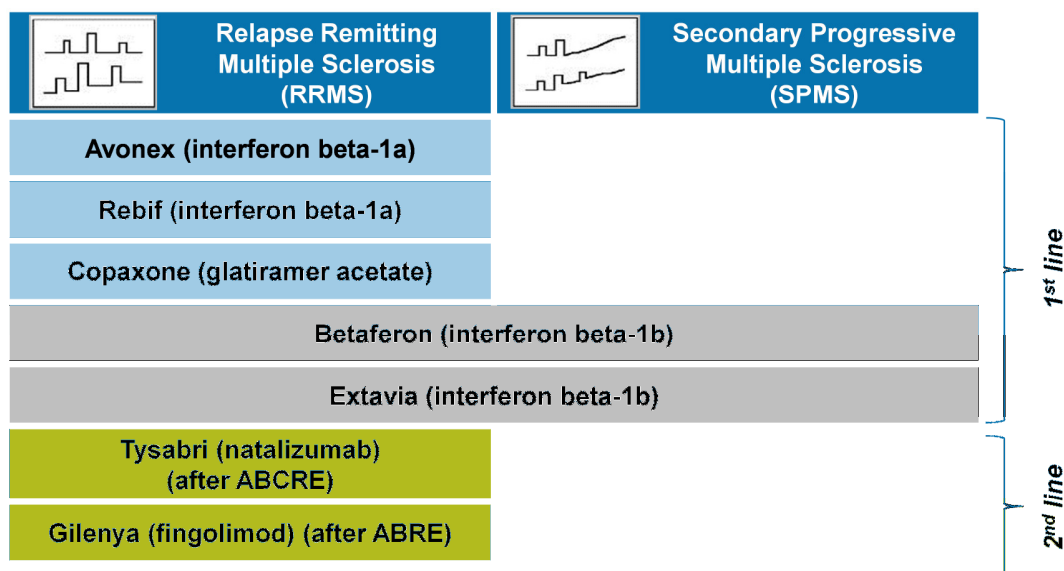 Relapse Remitting
Multiple Sclerosis
(RRMS)
Secondary Progressive
Multiple Sclerosis
(SPMS)
Avonex (interferon beta-1a)
Rebif (interferon beta-1a)
Copaxone (glatiramer acetate)
Betaferon (interferon beta-1b)
Extavia (interferon beta-1b)
1st line
Tysabri (natalizumab)
(after ABCRE)
Gilenya (fingolimod) (after ABRE)
2nd line